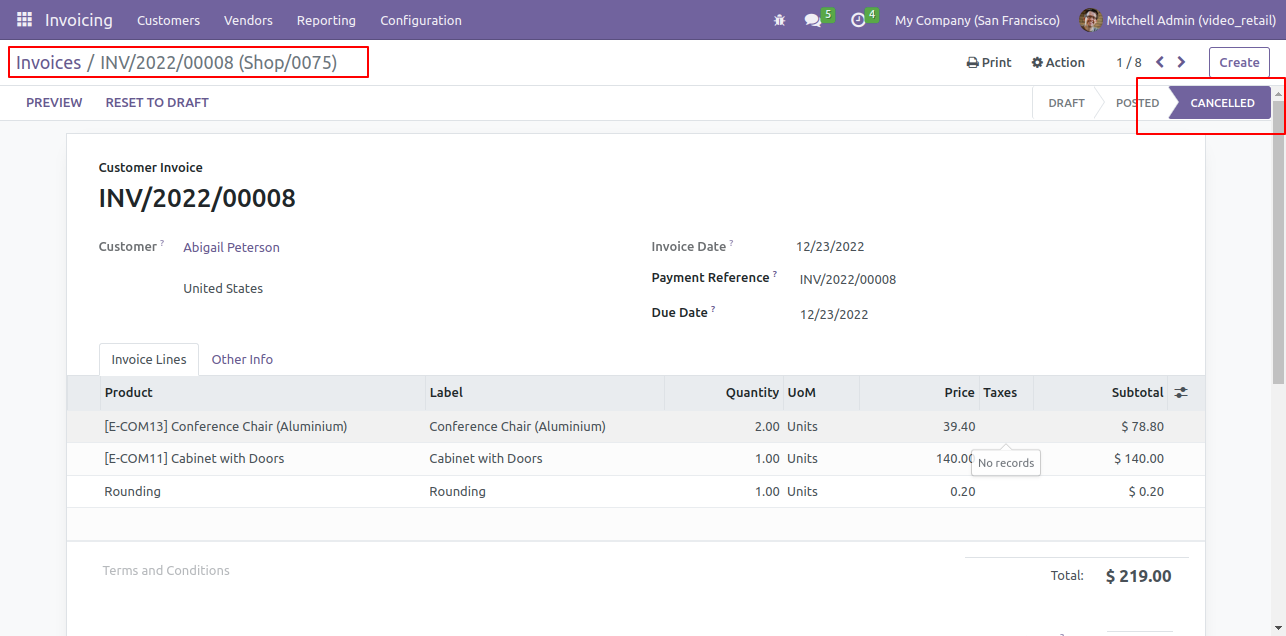 Invoicing Customers Vendors Reporting Configuration 5 4 My Company (San Francisco) Mitchell Admin (video_retail)
Invoices / INV/2022/00008 (Shop/0075) Print Action 1 / 8 Create
PREVIEW RESET TO DRAFT DRAFT POSTED CANCELLED
Customer Invoice
INV/2022/00008
Customer ? Abigail Peterson Invoice Date ? 12/23/2022
United States Payment Reference ? INV/2022/00008
Due Date ? 12/23/2022
Invoice Lines Other Info
Product Label Quantity UoM Price Taxes Subtotal
[E-COM13] Conference Chair (Aluminium) Conference Chair (Aluminium) 2.00 Units 39.40 $ 78.80
[E-COM11] Cabinet with Doors Cabinet with Doors 1.00 Units 140.00 $ 140.00
No records
Rounding Rounding 1.00 Units 0.20 $ 0.20
Terms and Conditions
Total: $ 219.00